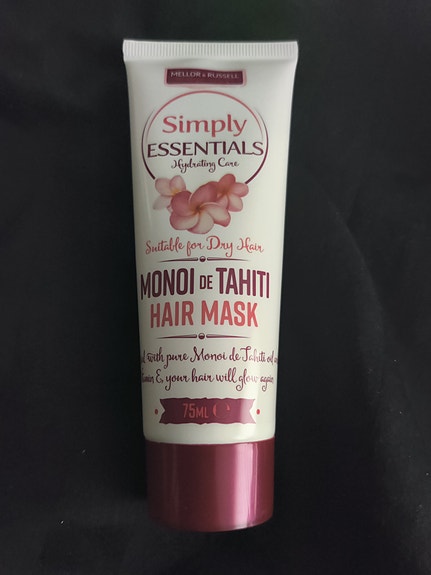 MELLOR & RUSSELL
Simply
ESSENTIALS
Hydrating Care
Suitable for Dry Hair
MONOI DE TAHITI
HAIR MASK
with pure Monoi de Tahiti oil
E, your hair will glow again
75ML